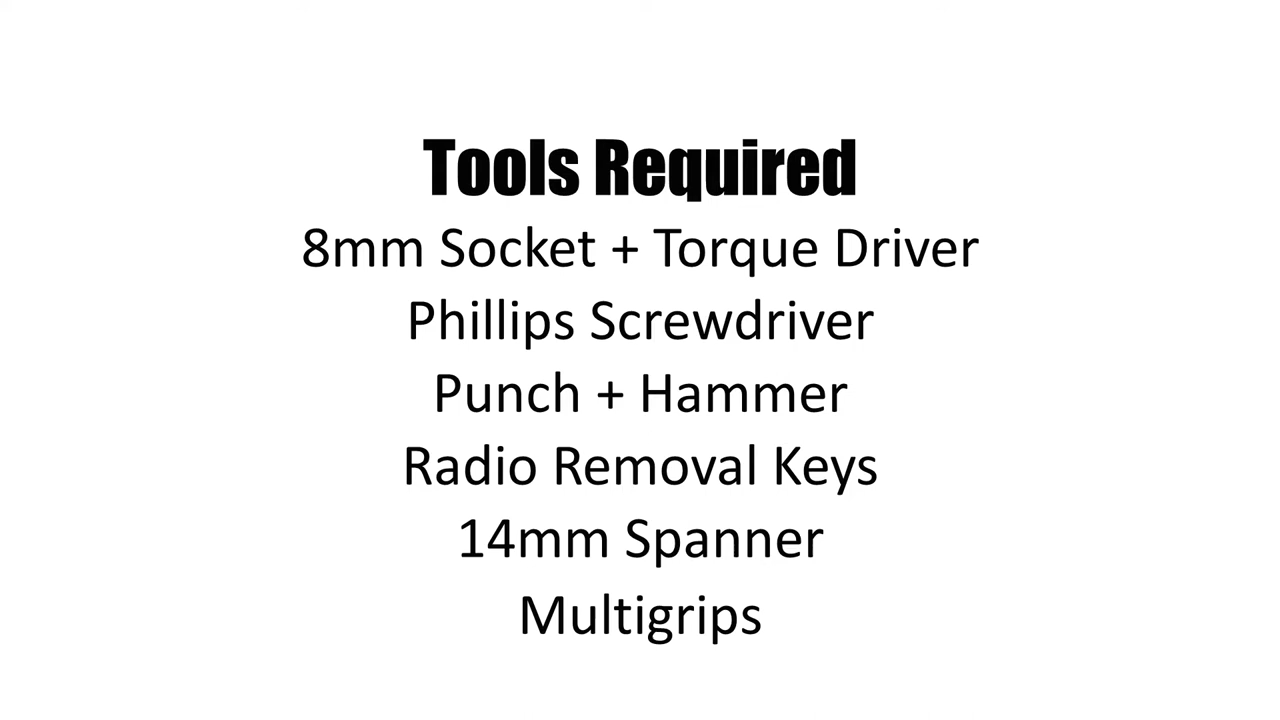 Tools Required
8mm Socket + Torque Driver
Phillips Screwdriver
Punch + Hammer
Radio Removal Keys
14mm Spanner
Multigrips